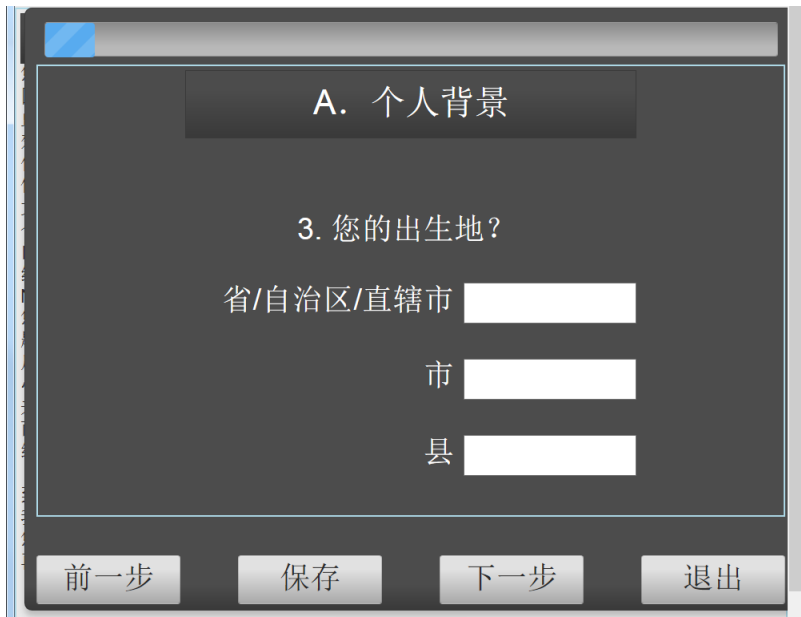 A. 个人背景
3. 您的出生地？
省/自治区/直辖市
市
县
前一步 保存 下一步 退出